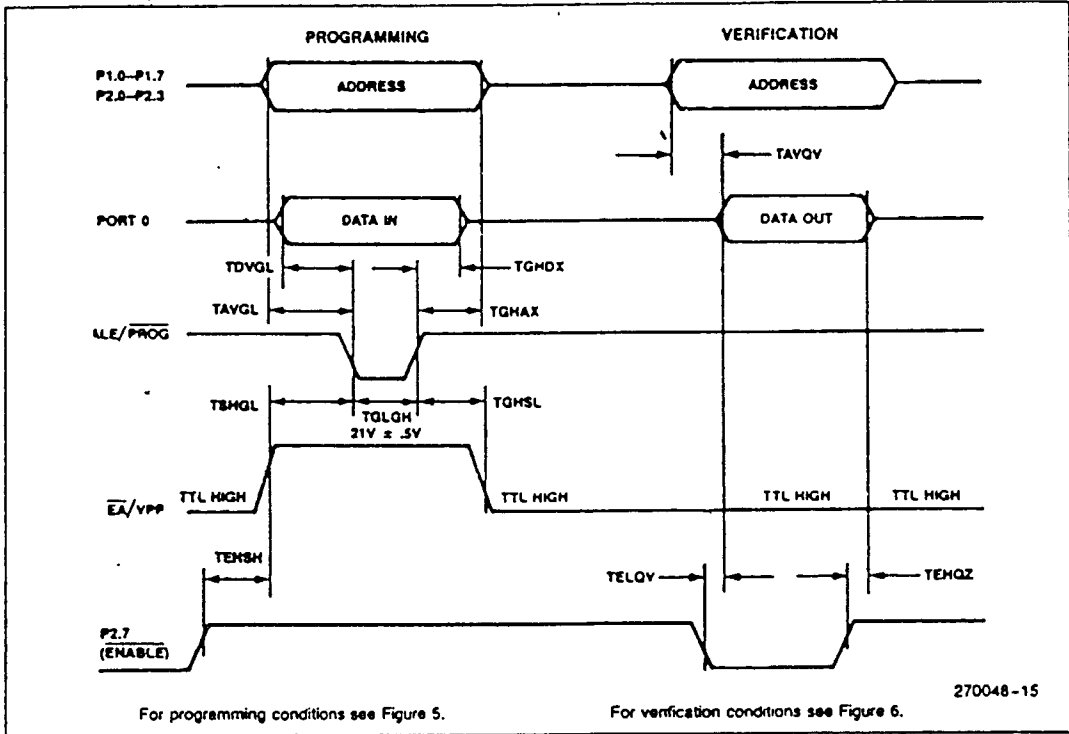 PROGRAMMING VERIFICATION
P1.0–P1.7
P2.0–P2.3
ADDRESS ADDRESS
TAVQV
PORT 0 DATA IN DATA OUT
TDVGL TGHDX
TAVGL TGHAX
ALE/PROG
TSHGL TGLGH TGHSL
21V ± .5V
EA/VPP TTL HIGH TTL HIGH TTL HIGH TTL HIGH
TEHSH
TELQV TEHQZ
P2.7
(ENABLE)
270048-15
For programming conditions see Figure 5. For verification conditions see Figure 6.